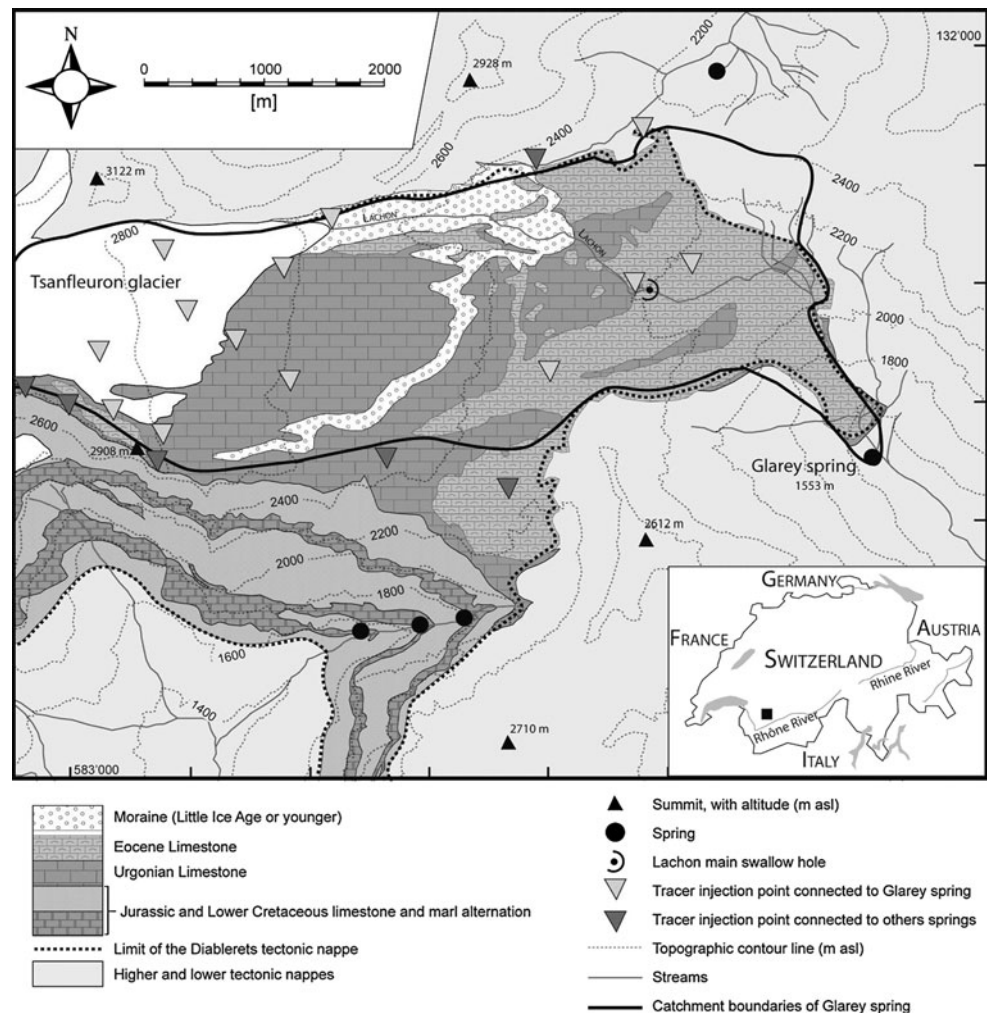 N
0 1000 2000
[m]
132'000
2200
2928 m
2400
2600
3122 m
2400
LACHON
2800
2200
LACHON
Tsanfleuron glacier
2000
1800
2600
2908 m
Glarey spring
1553 m
2400
2200
2612 m
2000
1800
1600
1400
2710 m
583'000
GERMANY
FRANCE
AUSTRIA
SWITZERLAND
Rhine River
Rhône River
ITALY
Moraine (Little Ice Age or younger)
Eocene Limestone
Urgonian Limestone
Jurassic and Lower Cretaceous limestone and marl alternation
Limit of the Diablerets tectonic nappe
Higher and lower tectonic nappes
Summit, with altitude (m asl)
Spring
Lachon main swallow hole
Tracer injection point connected to Glarey spring
Tracer injection point connected to others springs
Topographic contour line (m asl)
Streams
Catchment boundaries of Glarey spring